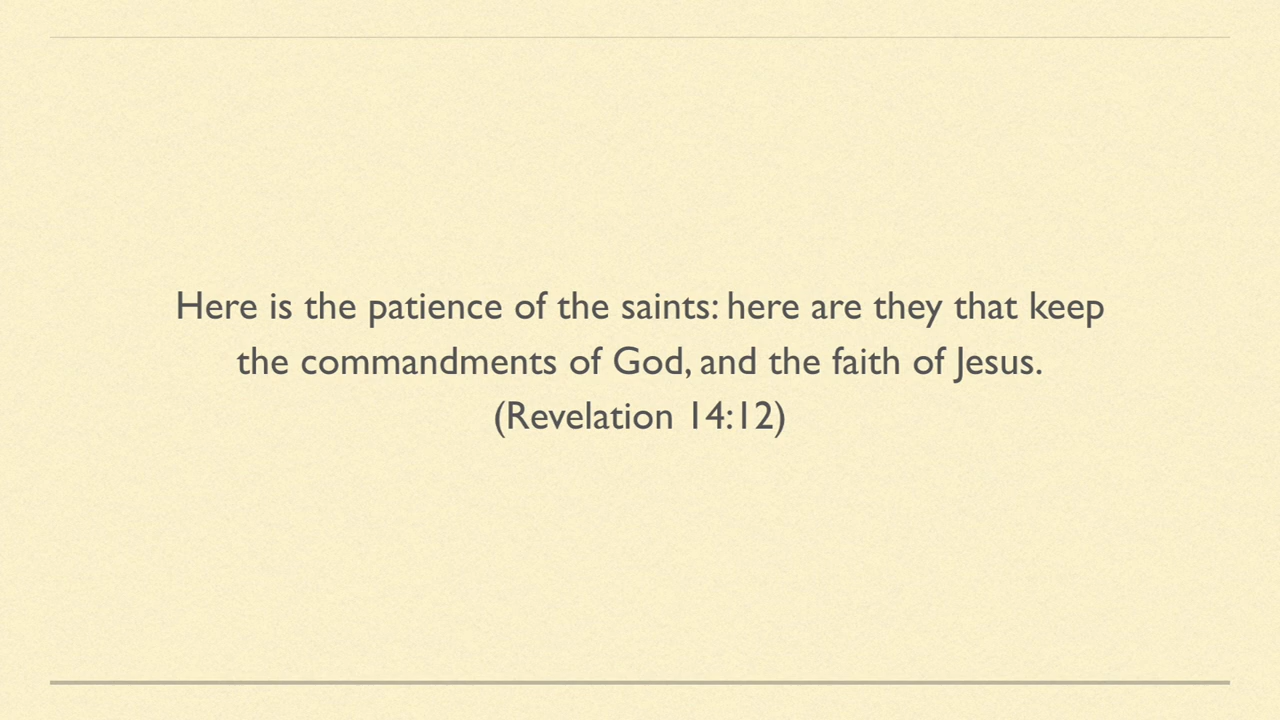 Here is the patience of the saints: here are they that keep
the commandments of God, and the faith of Jesus.
(Revelation 14:12)